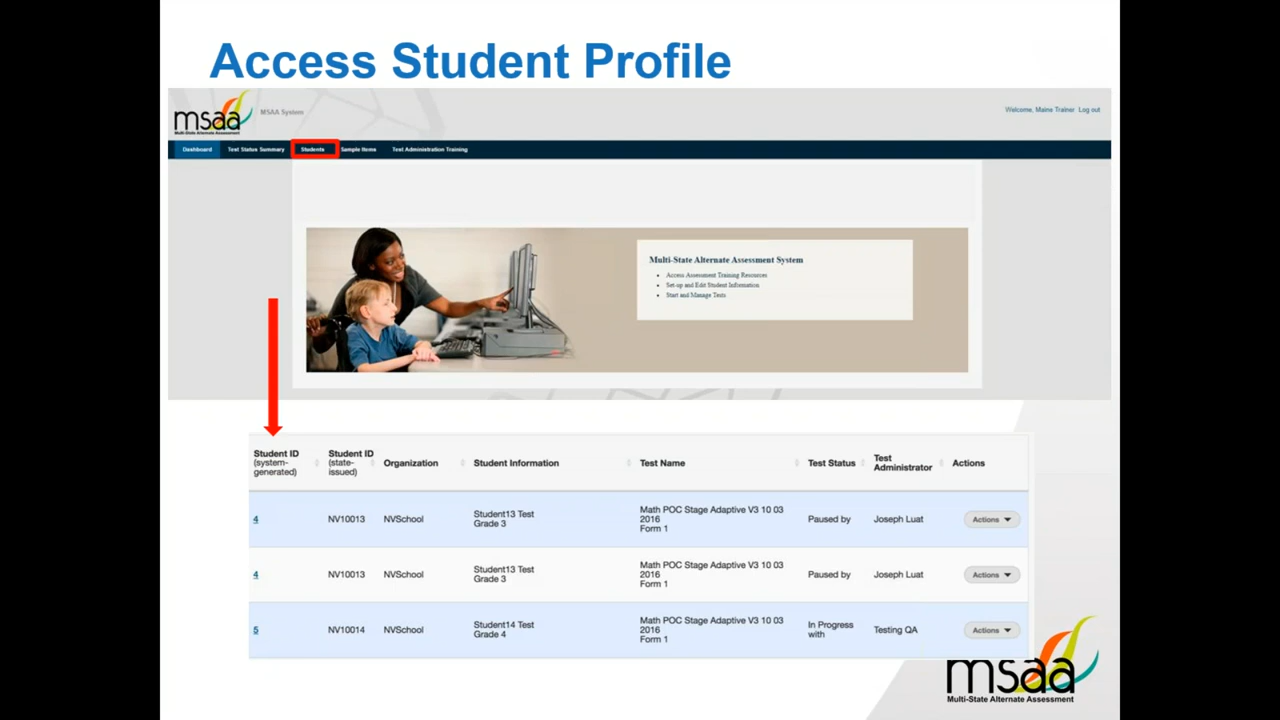 Access Student Profile
msaa
Multi-State Alternate Assessment
MSAA System
Welcome, Maine Trainer Log out
Dashboard Test Status Summary Students Sample Items Test Administration Training
Multi-State Alternate Assessment System
• Access Assessment Training Resources
• Set-up and Edit Student Information
• Start and Manage Tests
Student ID
(system-
generated)
Student ID
(state-
issued)
Organization
Student Information
Test Name
Test Status
Test
Administrator
Actions
4
NV10013
NVSchool
Student13 Test
Grade 3
Math POC Stage Adaptive V3 10 03
2016
Form 1
Paused by
Joseph Luat
Actions
4
NV10013
NVSchool
Student13 Test
Grade 3
Math POC Stage Adaptive V3 10 03
2016
Form 1
Paused by
Joseph Luat
Actions
5
NV10014
NVSchool
Student14 Test
Grade 4
Math POC Stage Adaptive V3 10 03
2016
Form 1
In Progress
with
Testing QA
Actions
msaa
Multi-State Alternate Assessment